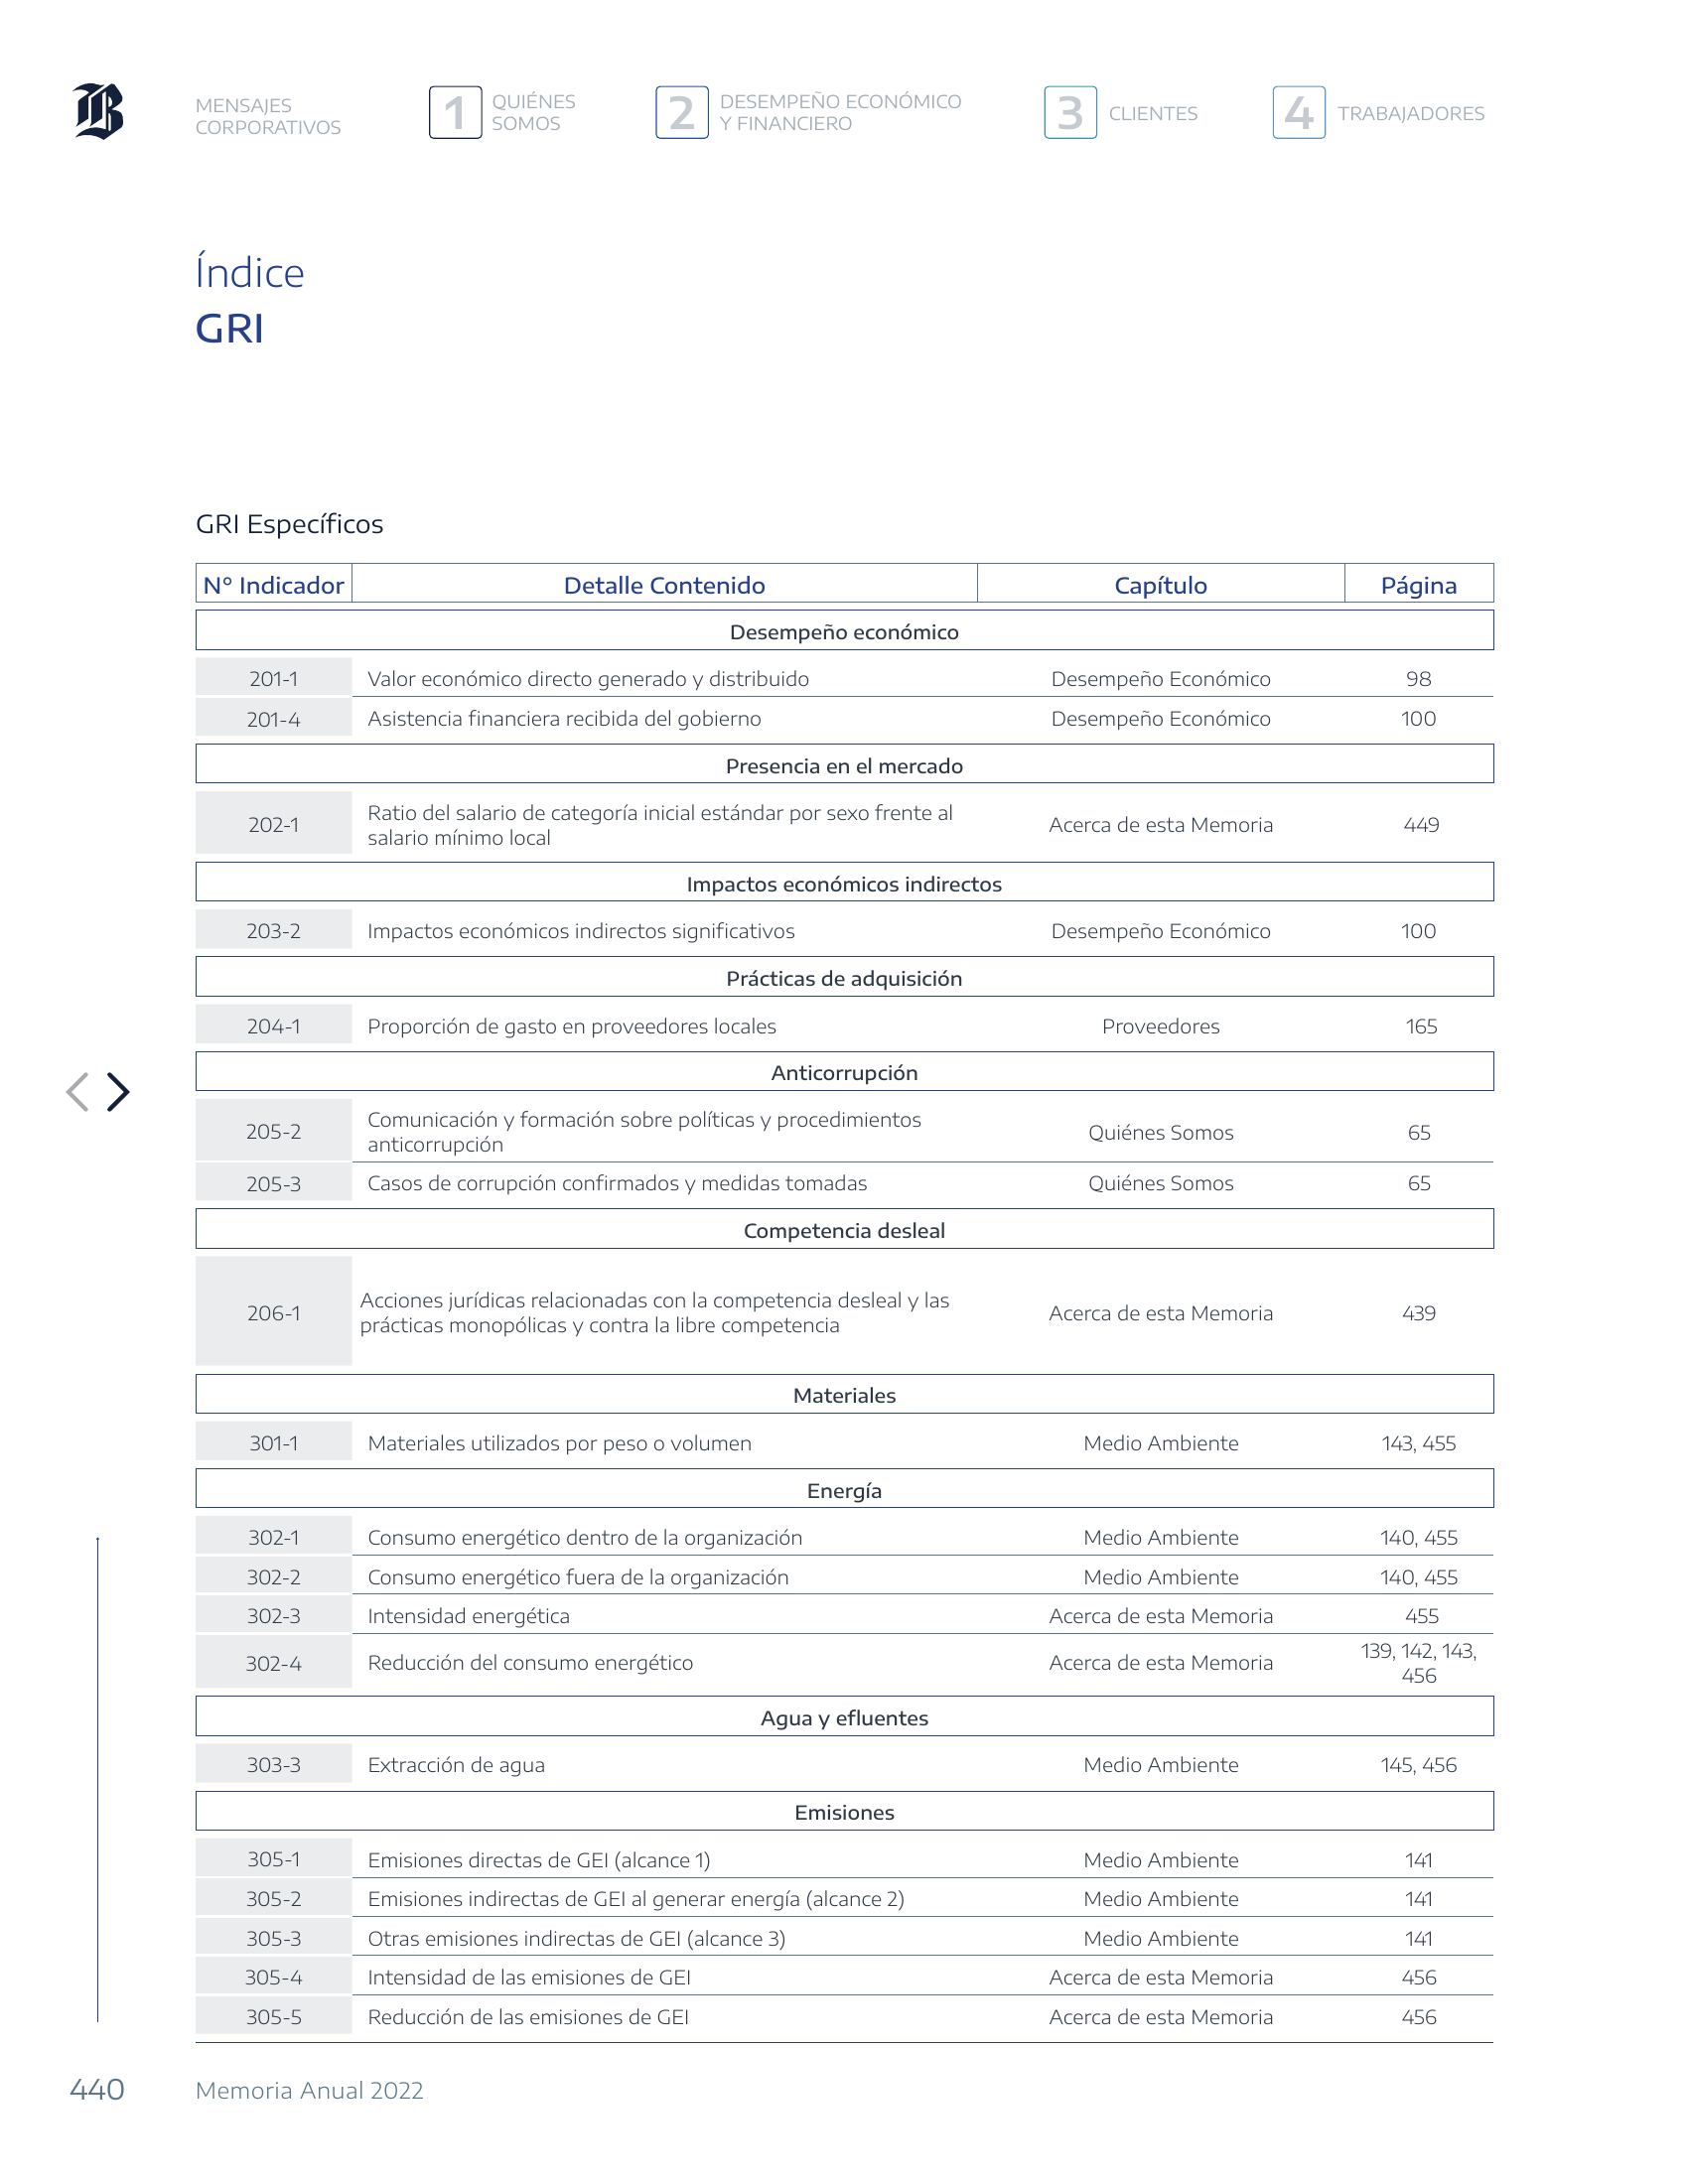 B
MENSAJES
CORPORATIVOS
1
QUIÉNES
SOMOS
2
DESEMPEÑO ECONÓMICO
Y FINANCIERO
3
CLIENTES
4
TRABAJADORES
Índice
GRI
GRI Específicos
N° Indicador Detalle Contenido Capítulo Página
Desempeño económico
201-1 Valor económico directo generado y distribuido Desempeño Económico 98
201-4 Asistencia financiera recibida del gobierno Desempeño Económico 100
Presencia en el mercado
202-1 Ratio del salario de categoría inicial estándar por sexo frente al
salario mínimo local Acerca de esta Memoria 449
Impactos económicos indirectos
203-2 Impactos económicos indirectos significativos Desempeño Económico 100
Prácticas de adquisición
204-1 Proporción de gasto en proveedores locales Proveedores 165
Anticorrupción
205-2 Comunicación y formación sobre políticas y procedimientos
anticorrupción Quiénes Somos 65
205-3 Casos de corrupción confirmados y medidas tomadas Quiénes Somos 65
Competencia desleal
206-1 Acciones jurídicas relacionadas con la competencia desleal y las
prácticas monopólicas y contra la libre competencia Acerca de esta Memoria 439
Materiales
301-1 Materiales utilizados por peso o volumen Medio Ambiente 143, 455
Energía
302-1 Consumo energético dentro de la organización Medio Ambiente 140, 455
302-2 Consumo energético fuera de la organización Medio Ambiente 140, 455
302-3 Intensidad energética Acerca de esta Memoria 455
302-4 Reducción del consumo energético Acerca de esta Memoria 139, 142, 143,
456
Agua y efluentes
303-3 Extracción de agua Medio Ambiente 145, 456
Emisiones
305-1 Emisiones directas de GEI (alcance 1) Medio Ambiente 141
305-2 Emisiones indirectas de GEI al generar energía (alcance 2) Medio Ambiente 141
305-3 Otras emisiones indirectas de GEI (alcance 3) Medio Ambiente 141
305-4 Intensidad de las emisiones de GEI Acerca de esta Memoria 456
305-5 Reducción de las emisiones de GEI Acerca de esta Memoria 456
440 Memoria Anual 2022